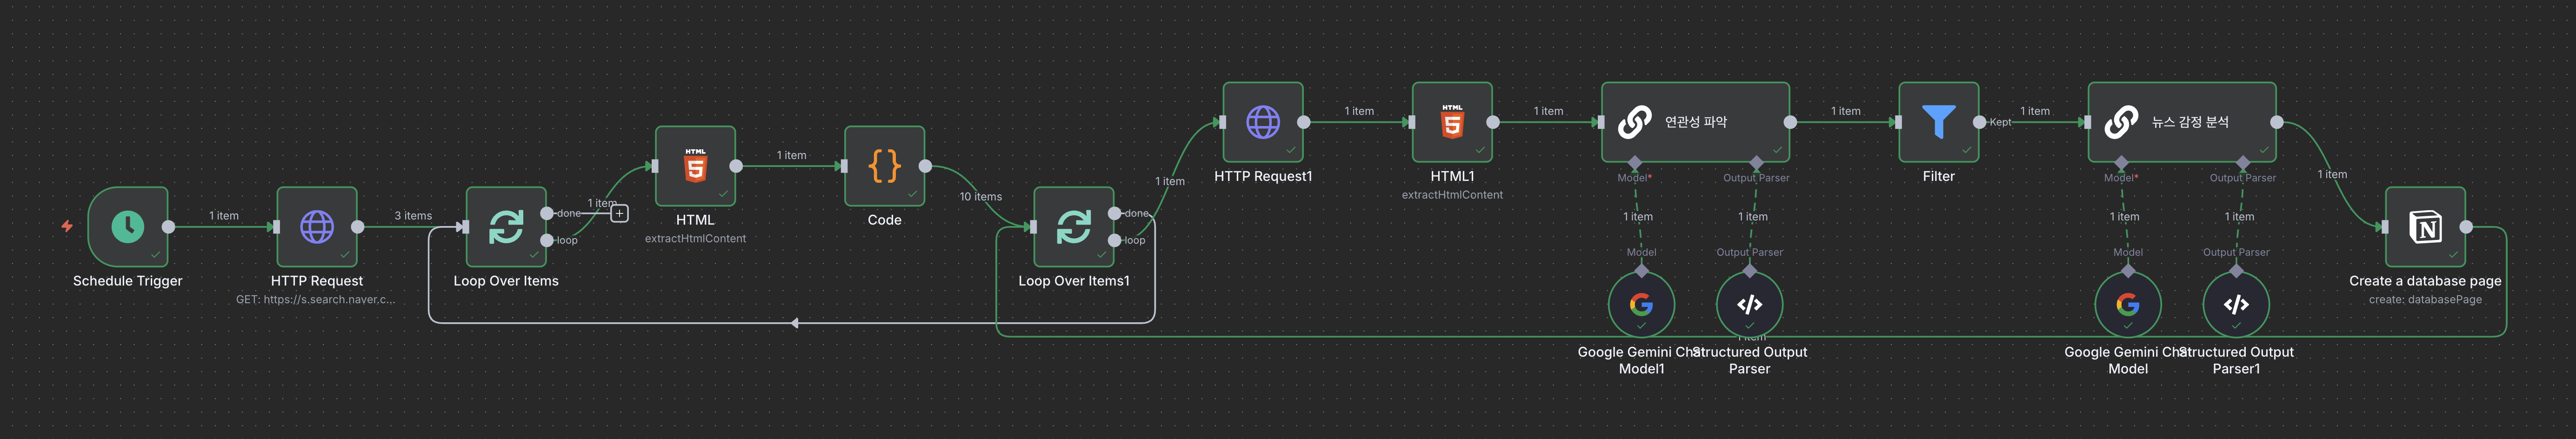 Schedule Trigger
1 item
HTTP Request
GET: https://s.search.naver.c...
3 items
Loop Over Items
done
loop
1 item
HTML
HTML
extractHtmlContent
1 item
Code
10 items
Loop Over Items1
done
loop
1 item
HTTP Request1
1 item
HTML
HTML1
extractHtmlContent
1 item
연관성 파악
Model*
Output Parser
1 item
1 item
Model
Output Parser
Google Gemini Chat
Model1
Structured Output
Parser
1 item
1 item
Filter
Kept
1 item
뉴스 감정 분석
Model*
Output Parser
1 item
1 item
Model
Output Parser
Google Gemini Chat
Model
Structured Output
Parser1
1 item
Create a database page
create: databasePage